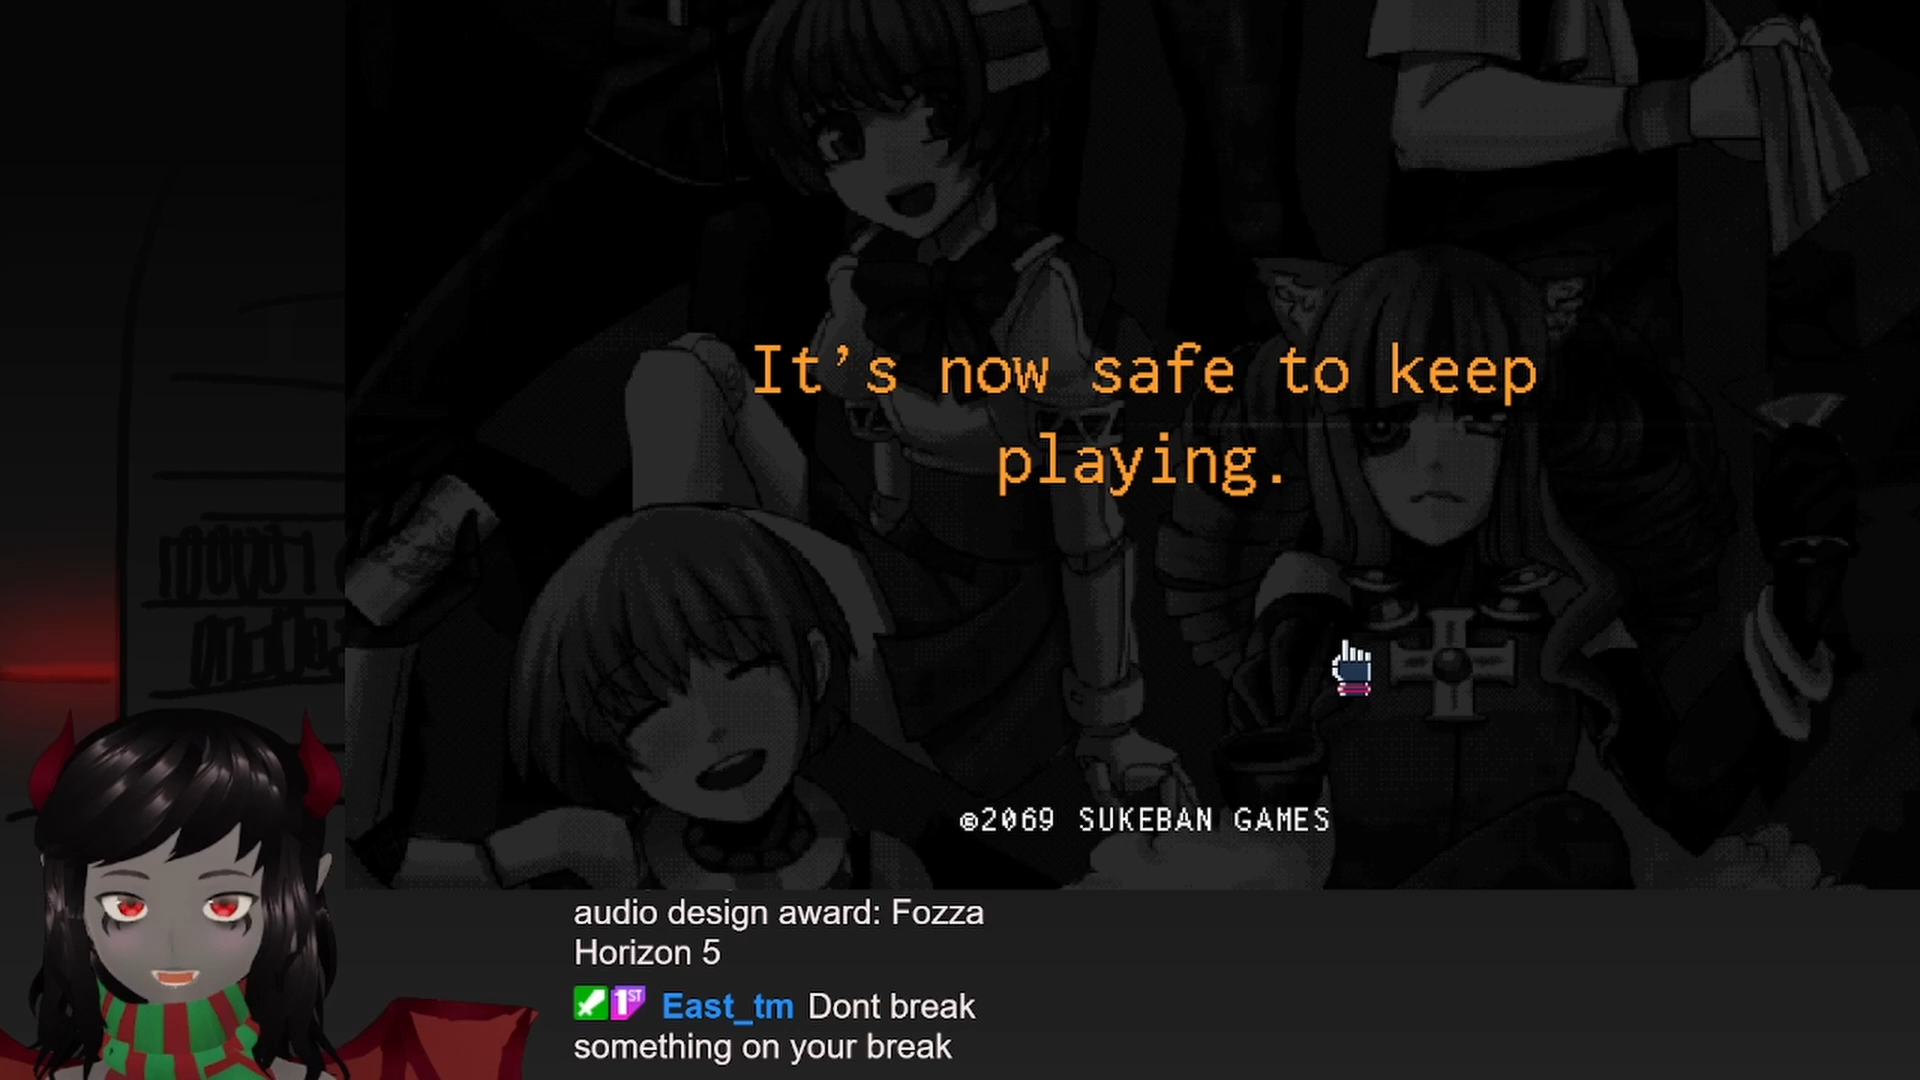 It's now safe to keep
playing.
©2069 SUKEBAN GAMES
audio design award: Fozza
Horizon 5
1ST East_tm Dont break
something on your break